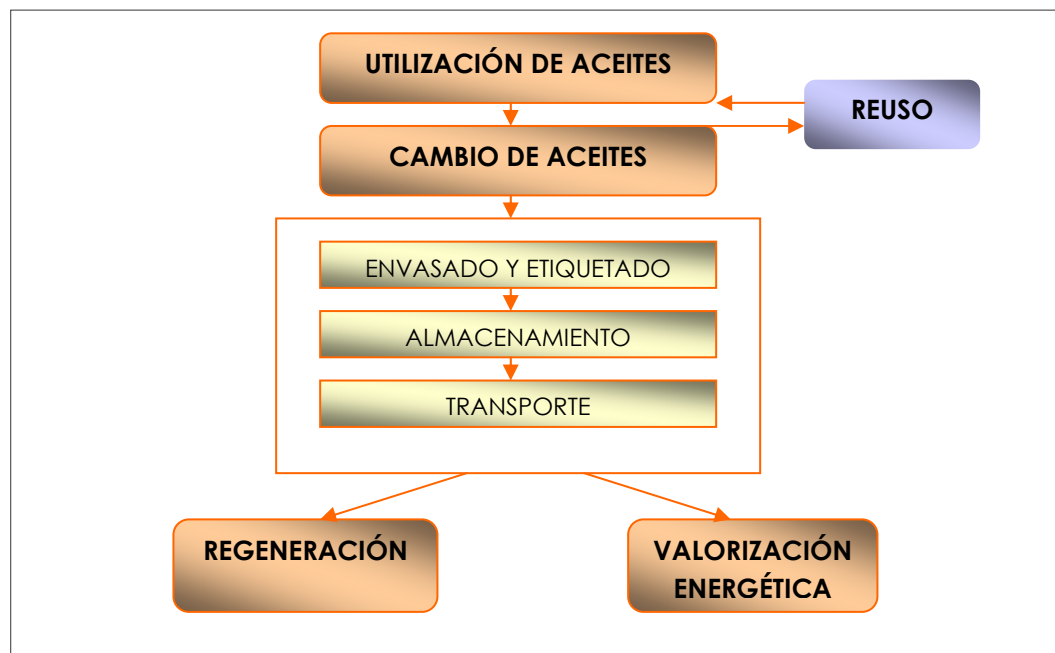 UTILIZACIÓN DE ACEITES
REUSO
CAMBIO DE ACEITES
ENVASADO Y ETIQUETADO
ALMACENAMIENTO
TRANSPORTE
REGENERACIÓN
VALORIZACIÓN
ENERGÉTICA